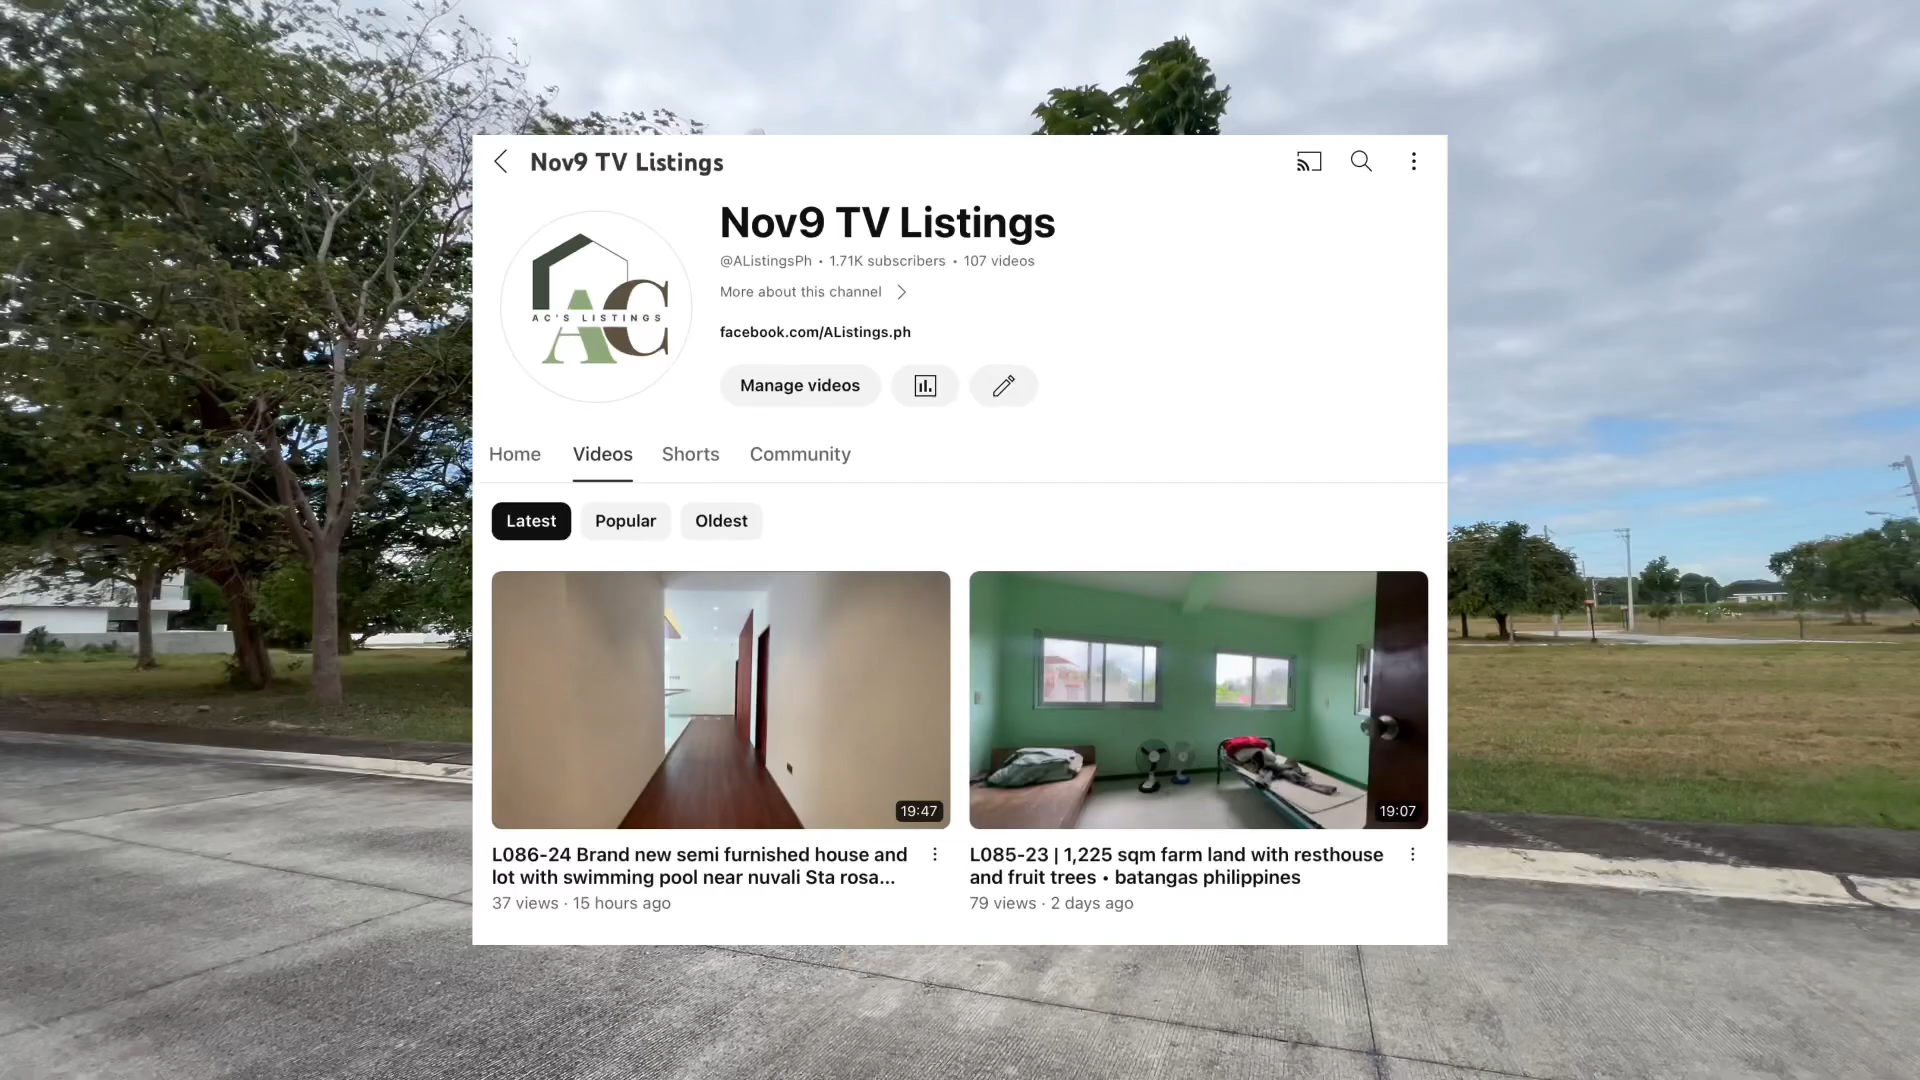 Nov9 TV Listings
Nov9 TV Listings
@AListingsPh • 1.71K subscribers • 107 videos
More about this channel
facebook.com/AListings.ph
AC
AC'S LISTINGS
Manage videos
Home Videos Shorts Community
Latest Popular Oldest
19:47
L086-24 Brand new semi furnished house and
lot with swimming pool near nuvali Sta rosa...
37 views · 15 hours ago
19:07
L085-23 | 1,225 sqm farm land with resthouse
and fruit trees • batangas philippines
79 views · 2 days ago